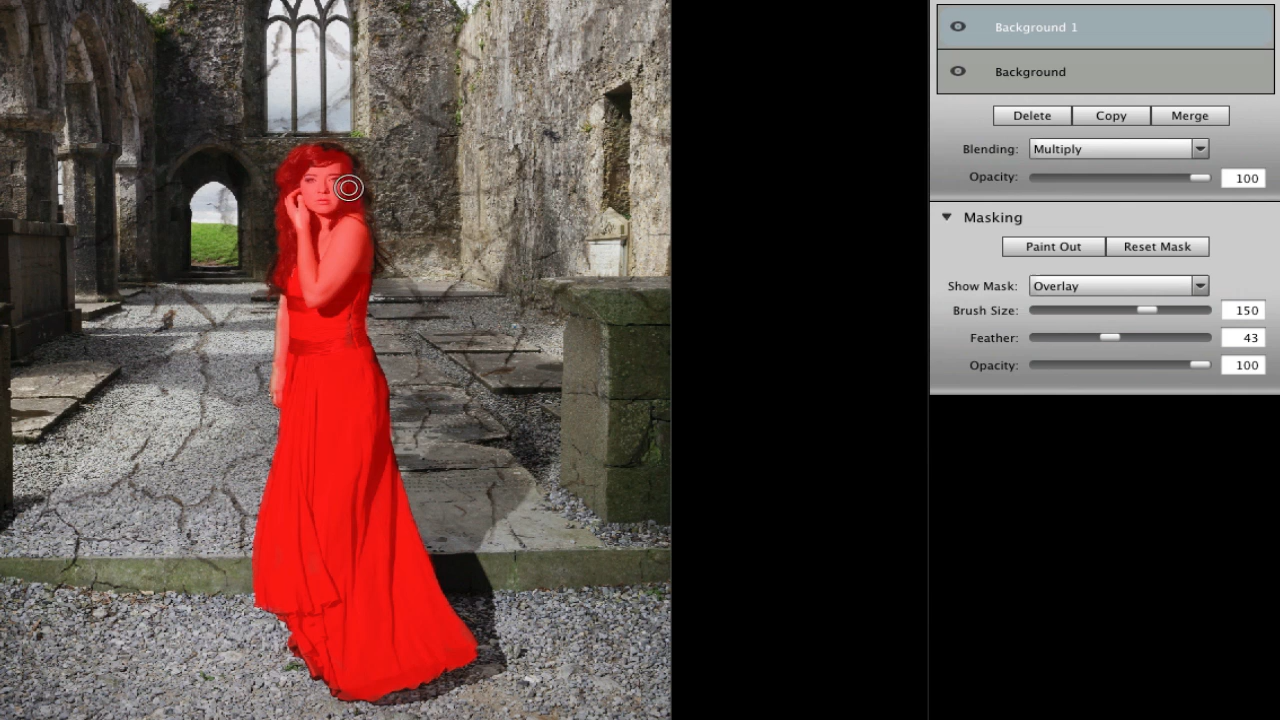 Background 1
Background
Delete Copy Merge
Blending: Multiply
Opacity: 100
Masking
Paint Out Reset Mask
Show Mask: Overlay
Brush Size: 150
Feather: 43
Opacity: 100